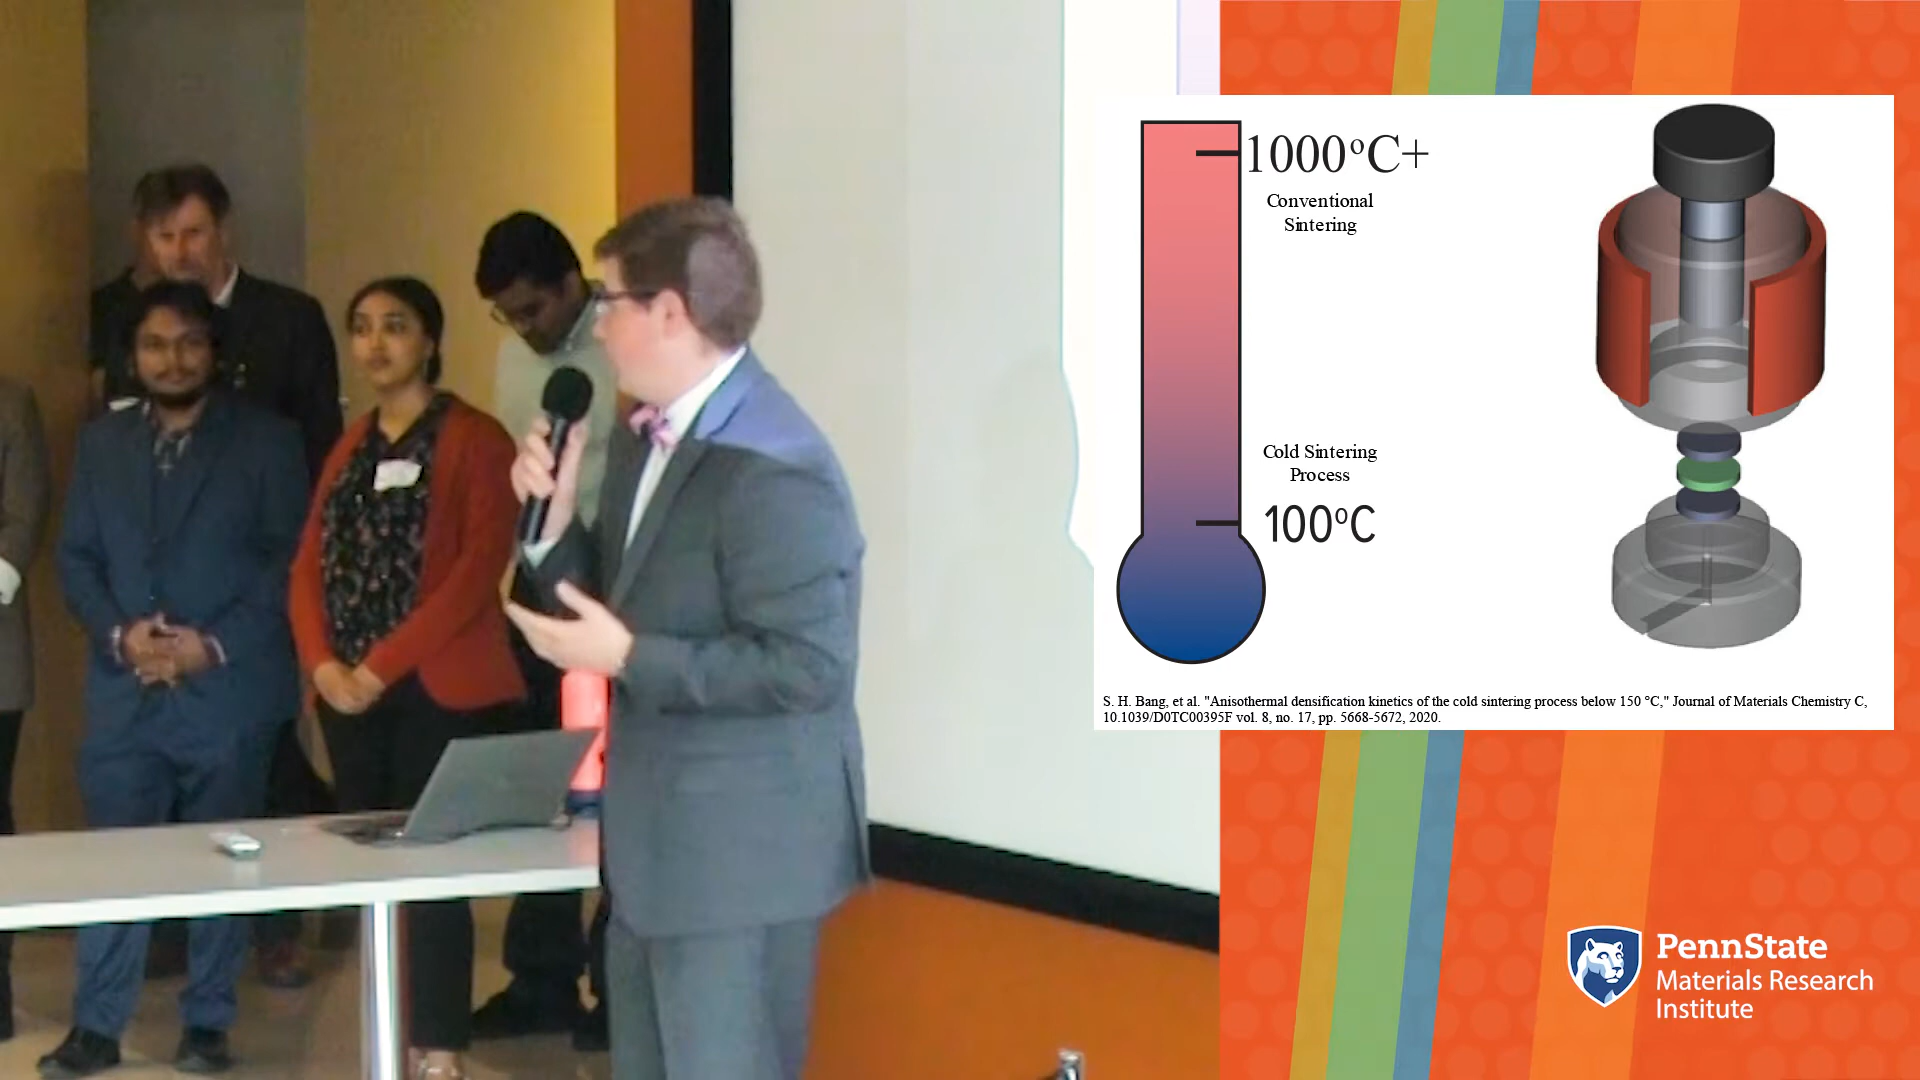 1000°C+
Conventional
Sintering
Cold Sintering
Process
100°C
S. H. Bang, et al. "Anisothermal densification kinetics of the cold sintering process below 150 °C," Journal of Materials Chemistry C,
10.1039/D0TC00395F vol. 8, no. 17, pp. 5668-5672, 2020.
PennState
Materials Research
Institute